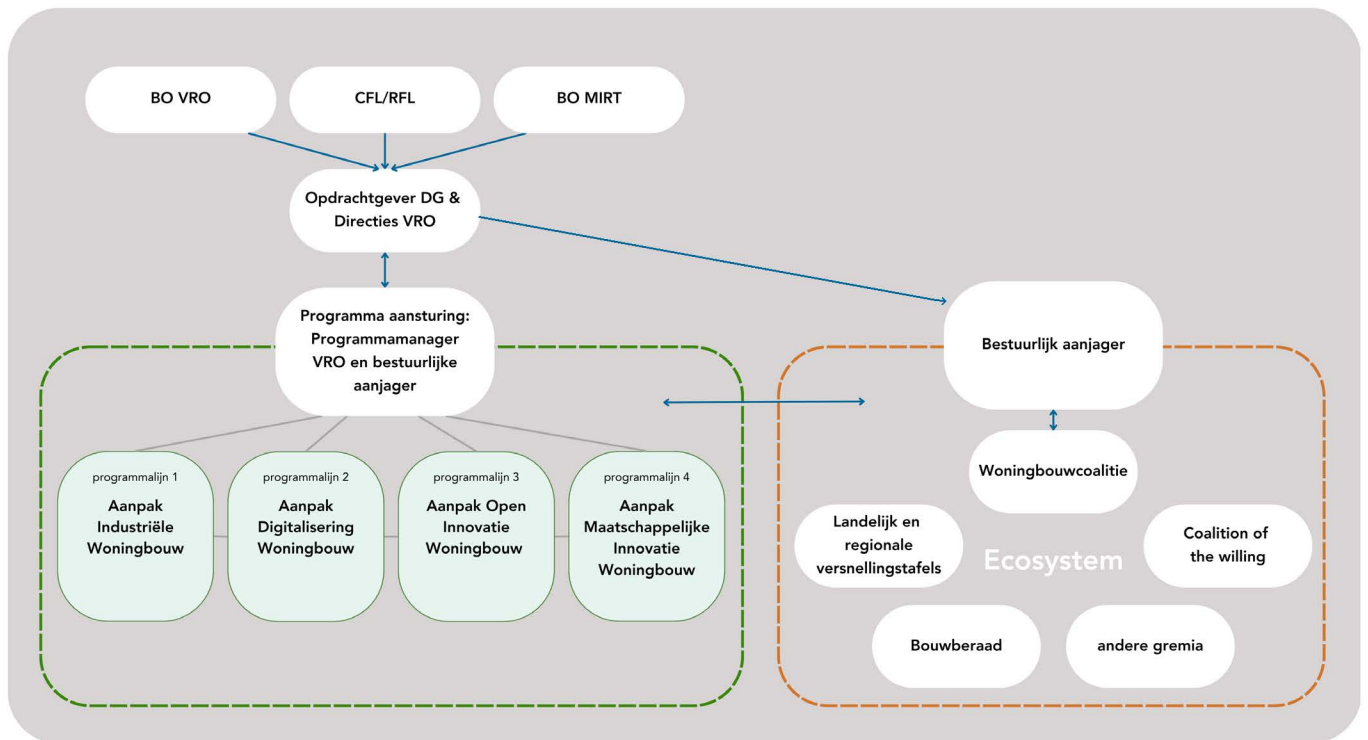 BO VRO
CFL/RFL
BO MIRT
Opdrachtgever DG &
Directies VRO
Programma aansturing:
Programmamanager
VRO en bestuurlijke
aanjager
Bestuurlijk aanjager
programmalijn 1
Aanpak
Industriële
Woningbouw
programmalijn 2
Aanpak
Digitalisering
Woningbouw
programmalijn 3
Aanpak Open
Innovatie
Woningbouw
programmalijn 4
Aanpak
Maatschappelijke
Innovatie
Woningbouw
Woningbouwcoalitie
Landelijk en
regionale
versnellingstafels
Ecosystem
Coalition of
the willing
Bouwberaad
andere gremia